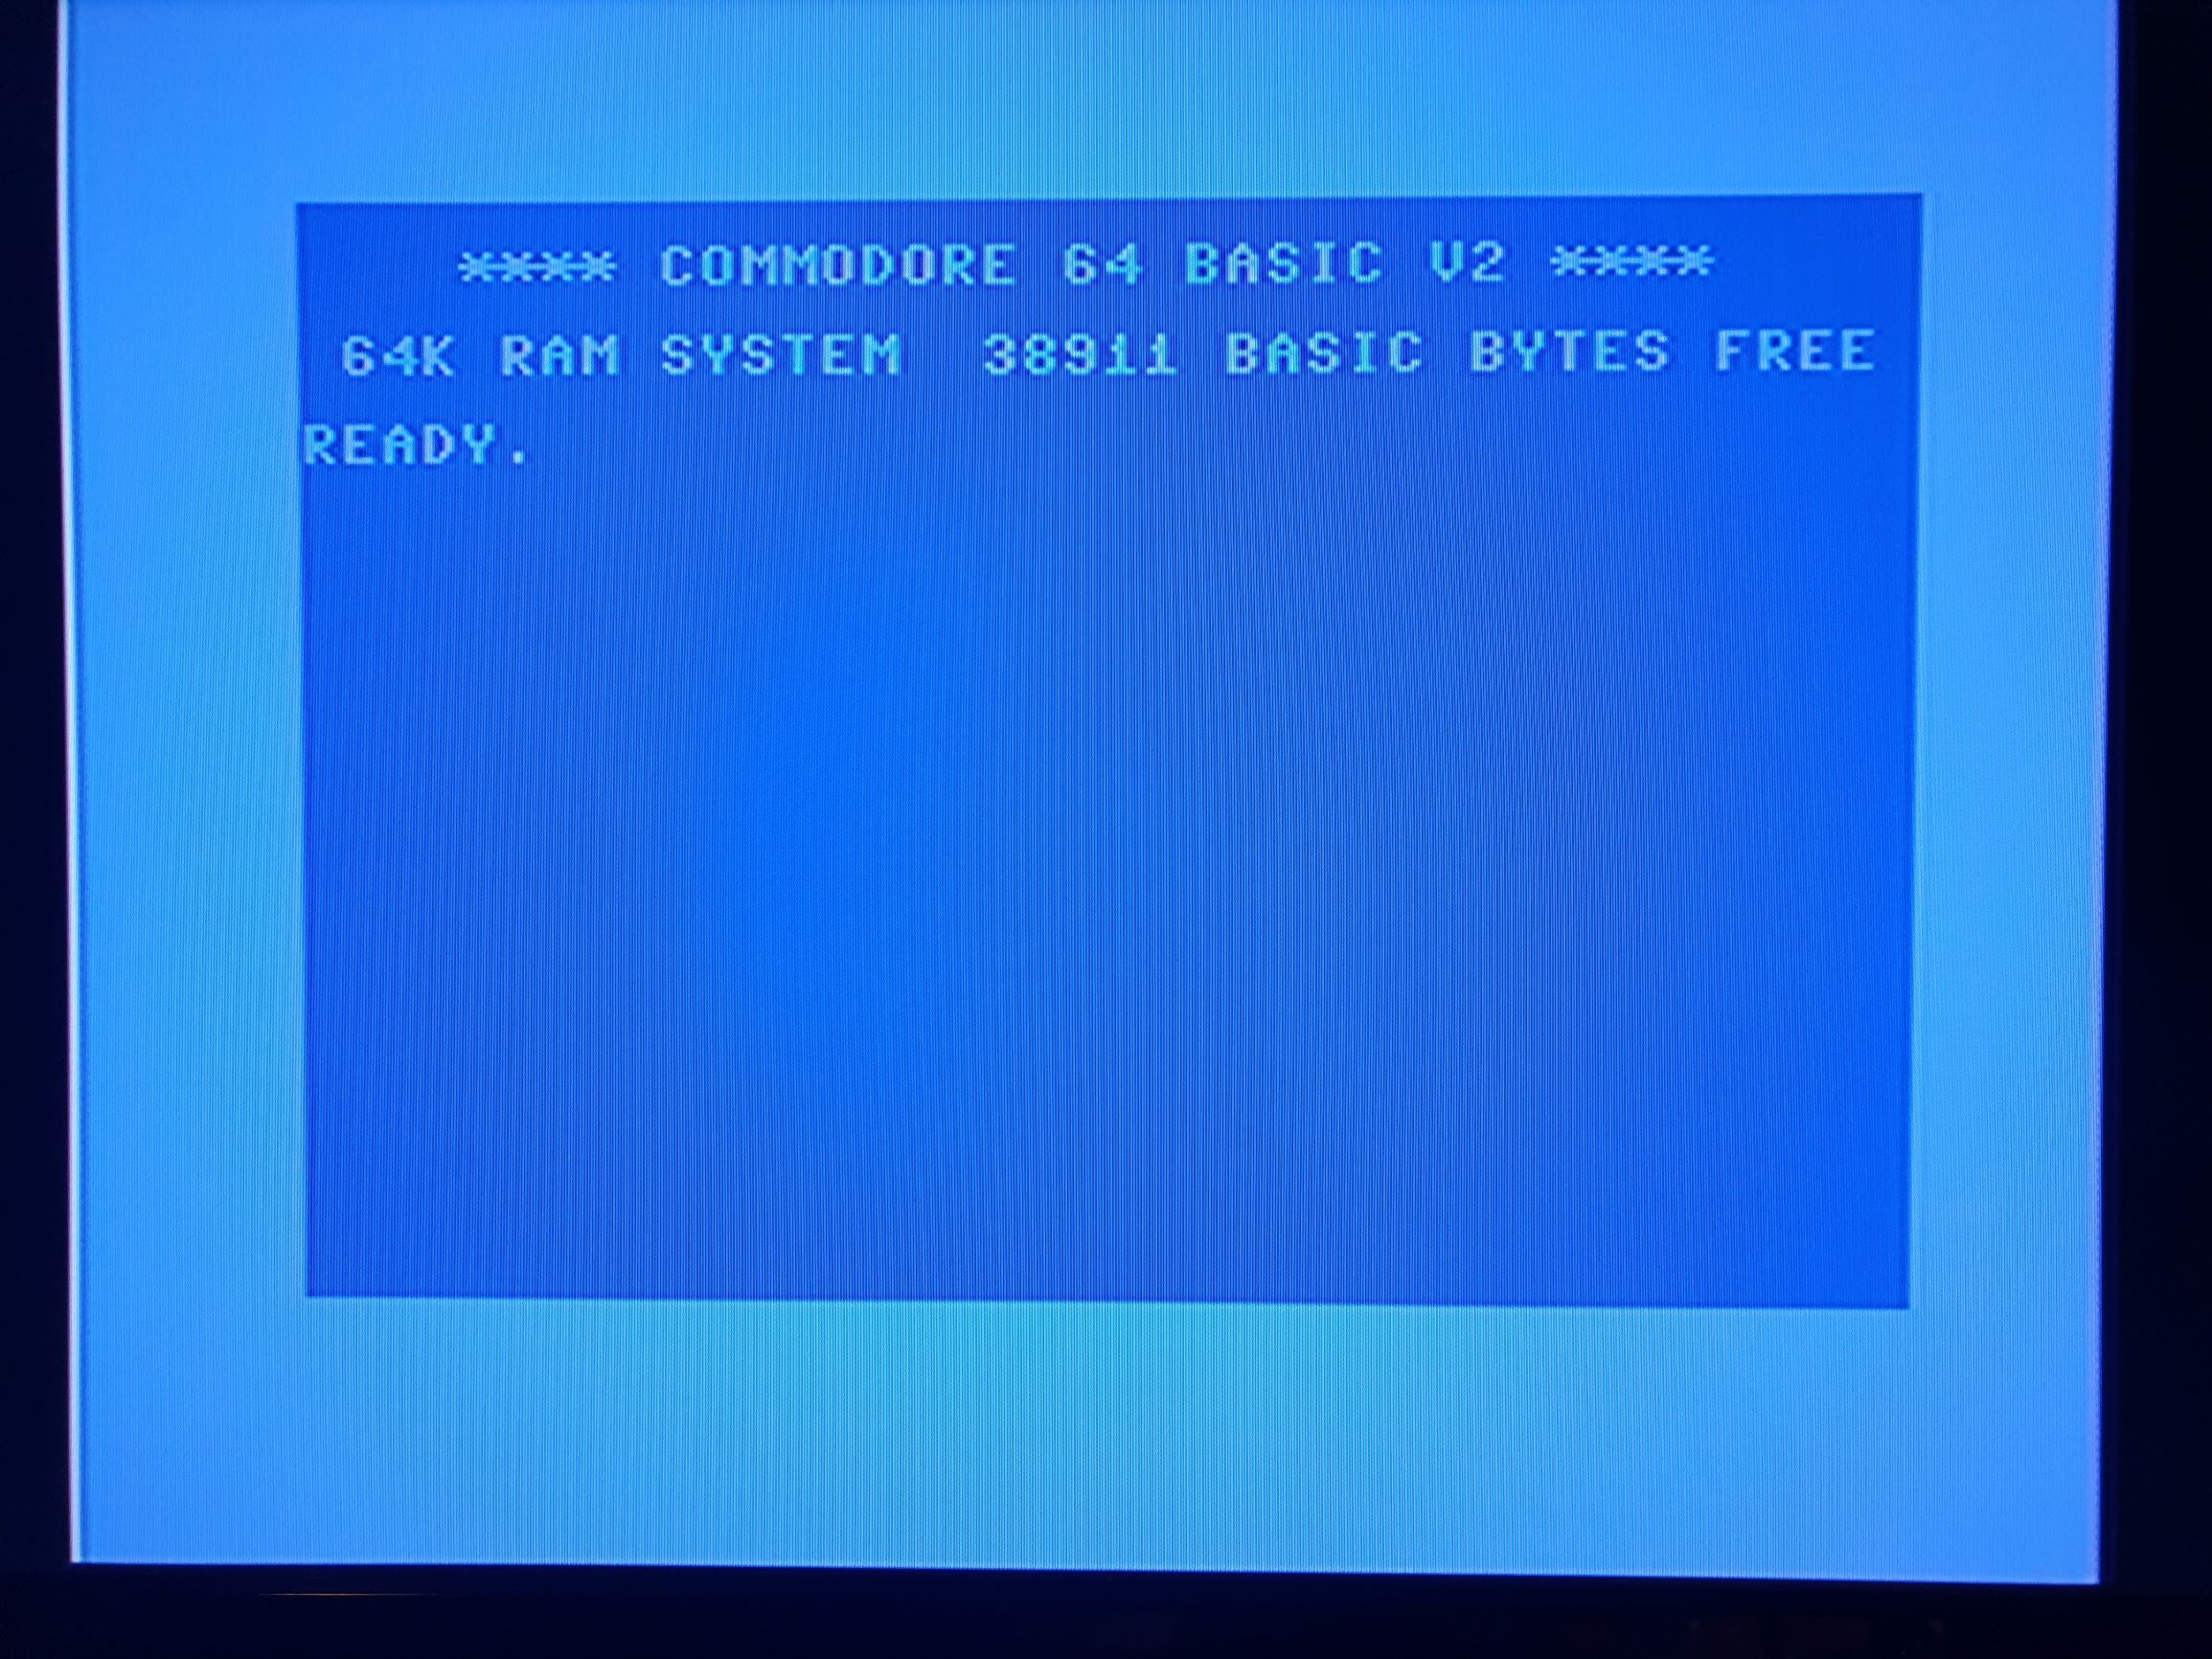 **** COMMODORE 64 BASIC V2 ****
64K RAM SYSTEM  38911 BASIC BYTES FREE
READY.